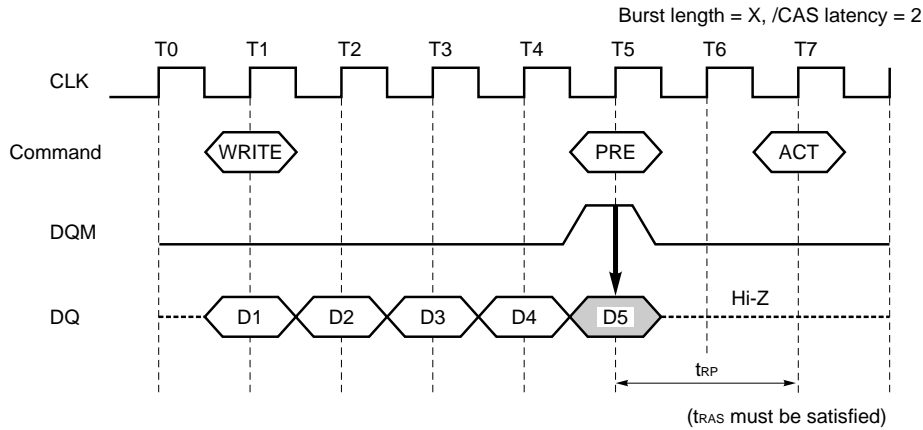 Burst length = X, /CAS latency = 2
T0 T1 T2 T3 T4 T5 T6 T7
CLK
Command WRITE PRE ACT
DQM
DQ D1 D2 D3 D4 D5 Hi-Z
tRP
(tRAS must be satisfied)